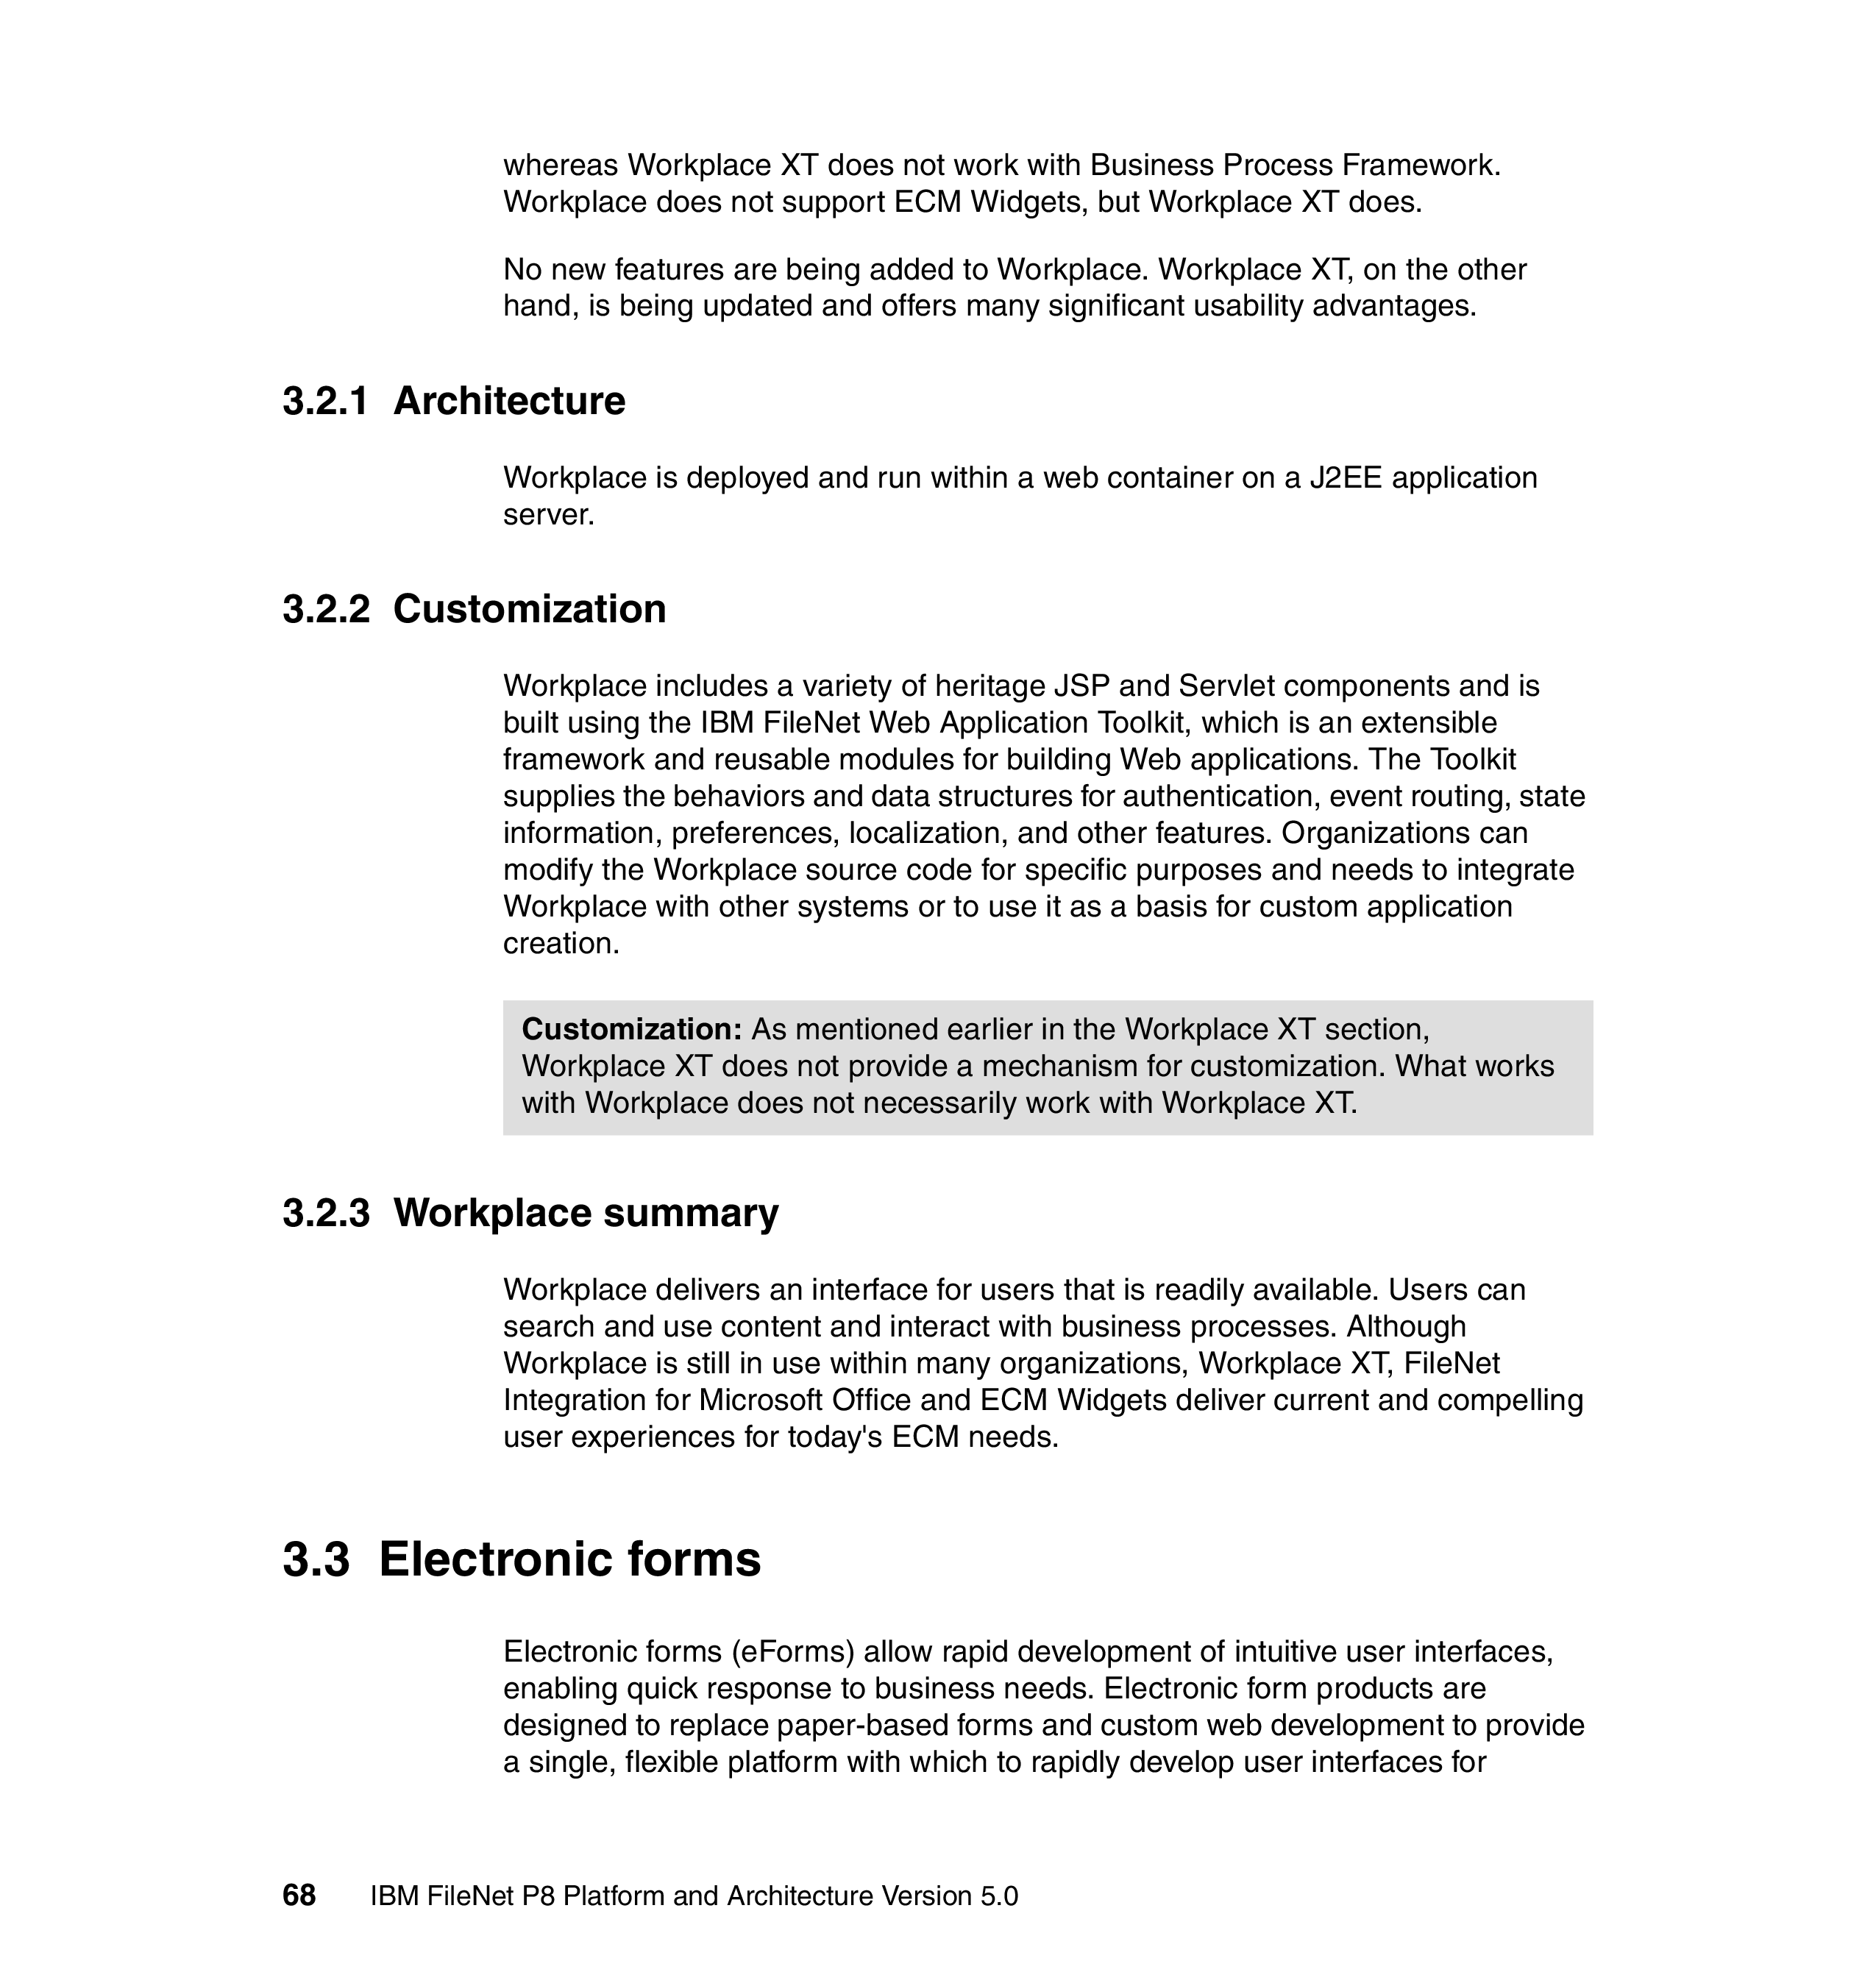 whereas Workplace XT does not work with Business Process Framework.
Workplace does not support ECM Widgets, but Workplace XT does.
No new features are being added to Workplace. Workplace XT, on the other
hand, is being updated and offers many significant usability advantages.
3.2.1 Architecture
Workplace is deployed and run within a web container on a J2EE application
server.
3.2.2 Customization
Workplace includes a variety of heritage JSP and Servlet components and is
built using the IBM FileNet Web Application Toolkit, which is an extensible
framework and reusable modules for building Web applications. The Toolkit
supplies the behaviors and data structures for authentication, event routing, state
information, preferences, localization, and other features. Organizations can
modify the Workplace source code for specific purposes and needs to integrate
Workplace with other systems or to use it as a basis for custom application
creation.
Customization: As mentioned earlier in the Workplace XT section,
Workplace XT does not provide a mechanism for customization. What works
with Workplace does not necessarily work with Workplace XT.
3.2.3 Workplace summary
Workplace delivers an interface for users that is readily available. Users can
search and use content and interact with business processes. Although
Workplace is still in use within many organizations, Workplace XT, FileNet
Integration for Microsoft Office and ECM Widgets deliver current and compelling
user experiences for today's ECM needs.
3.3 Electronic forms
Electronic forms (eForms) allow rapid development of intuitive user interfaces,
enabling quick response to business needs. Electronic form products are
designed to replace paper-based forms and custom web development to provide
a single, flexible platform with which to rapidly develop user interfaces for
68 IBM FileNet P8 Platform and Architecture Version 5.0